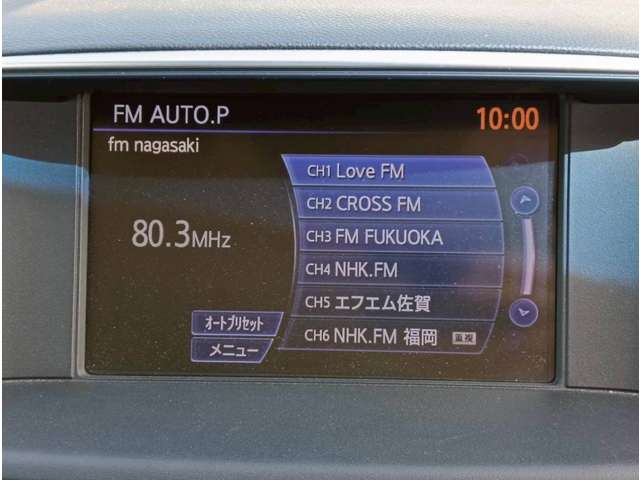 FM AUTO.P
10:00
fm nagasaki
80.3MHz
CH1 Love FM
CH2 CROSS FM
CH3 FM FUKUOKA
CH4 NHK.FM
CH5 エフエム佐賀
CH6 NHK.FM 福岡 重複
オートプリセット
メニュー